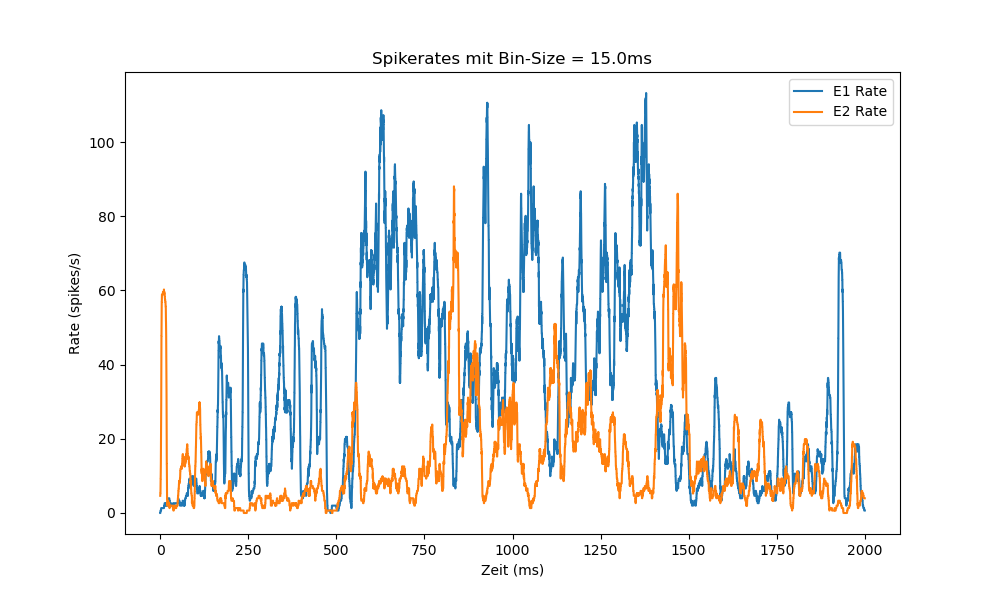 Spikerates mit Bin-Size = 15.0ms
E1 Rate
E2 Rate
Rate (spikes/s)
100
80
60
40
20
0
0 250 500 750 1000 1250 1500 1750 2000
Zeit (ms)